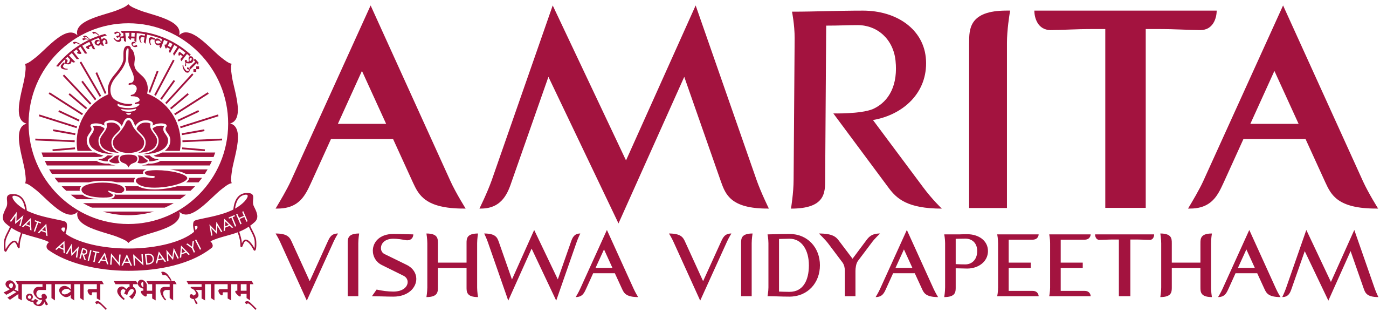 त्यागेनैके अमृतत्वमानशुः
MATA AMRITANANDAMAYI MATH
श्रद्धावान् लभते ज्ञानम्
AMRITA
VISHWA VIDYAPEETHAM